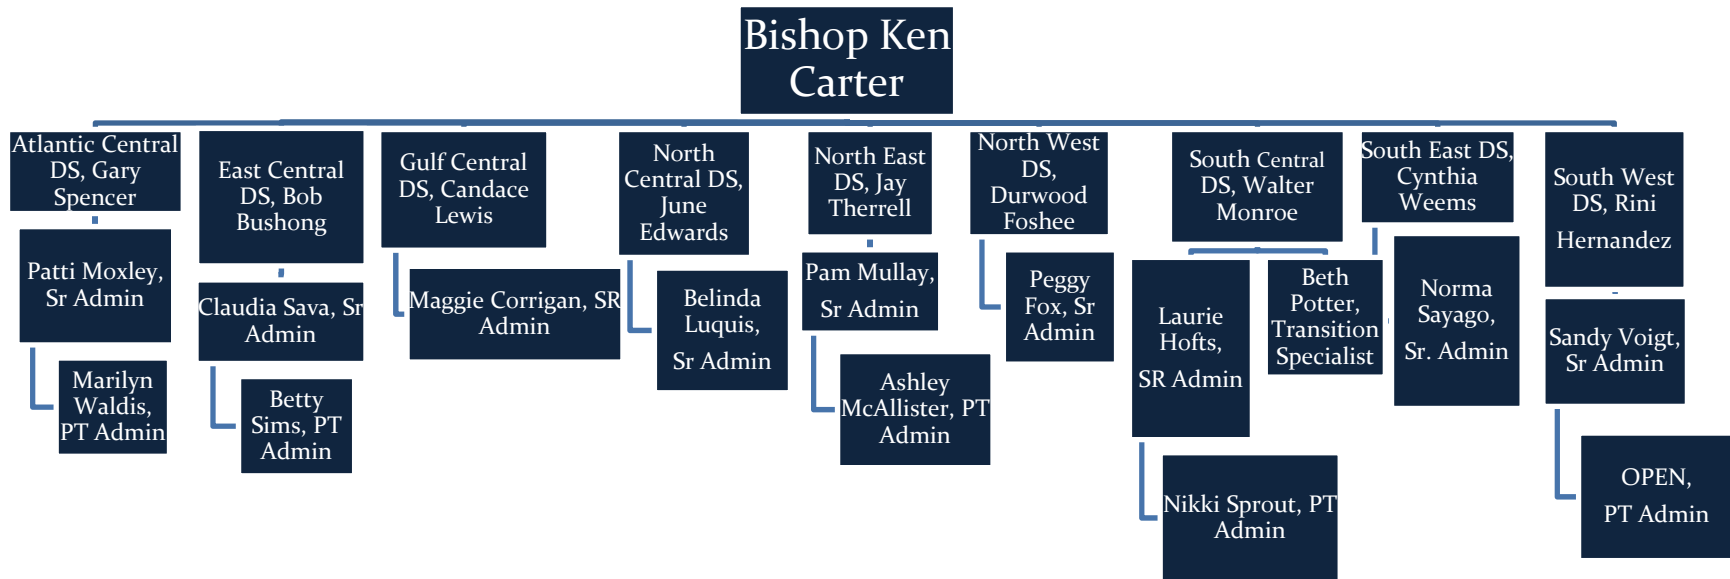 Bishop Ken
Carter
Atlantic Central
DS, Gary
Spencer
Patti Moxley,
Sr Admin
Marilyn
Waldis,
PT Admin
East Central
DS, Bob
Bushong
Claudia Sava, Sr
Admin
Betty
Sims, PT
Admin
Gulf Central
DS, Candace
Lewis
Maggie Corrigan, SR
Admin
North
Central DS,
June
Edwards
Belinda
Luquis,
Sr Admin
North East
DS, Jay
Therrell
Pam Mullay,
Sr Admin
Ashley
McAllister, PT
Admin
North West
DS,
Durwood
Foshee
Peggy
Fox, Sr
Admin
South Central
DS, Walter
Monroe
Laurie
Hofts,
SR Admin
Nikki Sprout, PT
Admin
Beth
Potter,
Transition
Specialist
South East DS,
Cynthia
Weems
Norma
Sayago,
Sr. Admin
South West
DS, Rini
Hernandez
Sandy Voigt,
Sr Admin
OPEN,
PT Admin